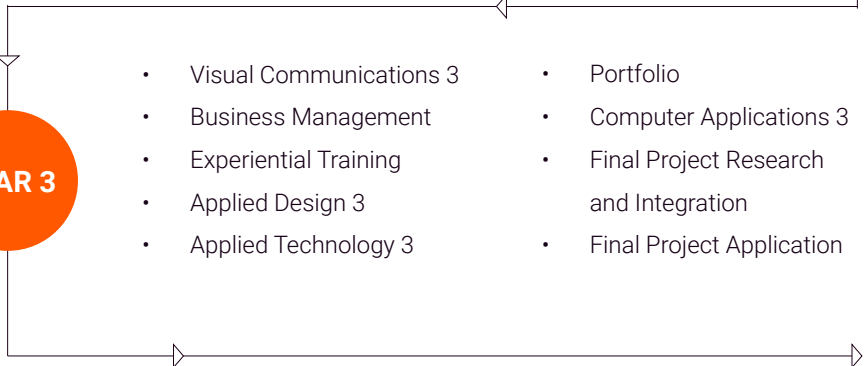 AR 3
• Visual Communications 3
• Business Management
• Experiential Training
• Applied Design 3
• Applied Technology 3
• Portfolio
• Computer Applications 3
• Final Project Research
and Integration
• Final Project Application